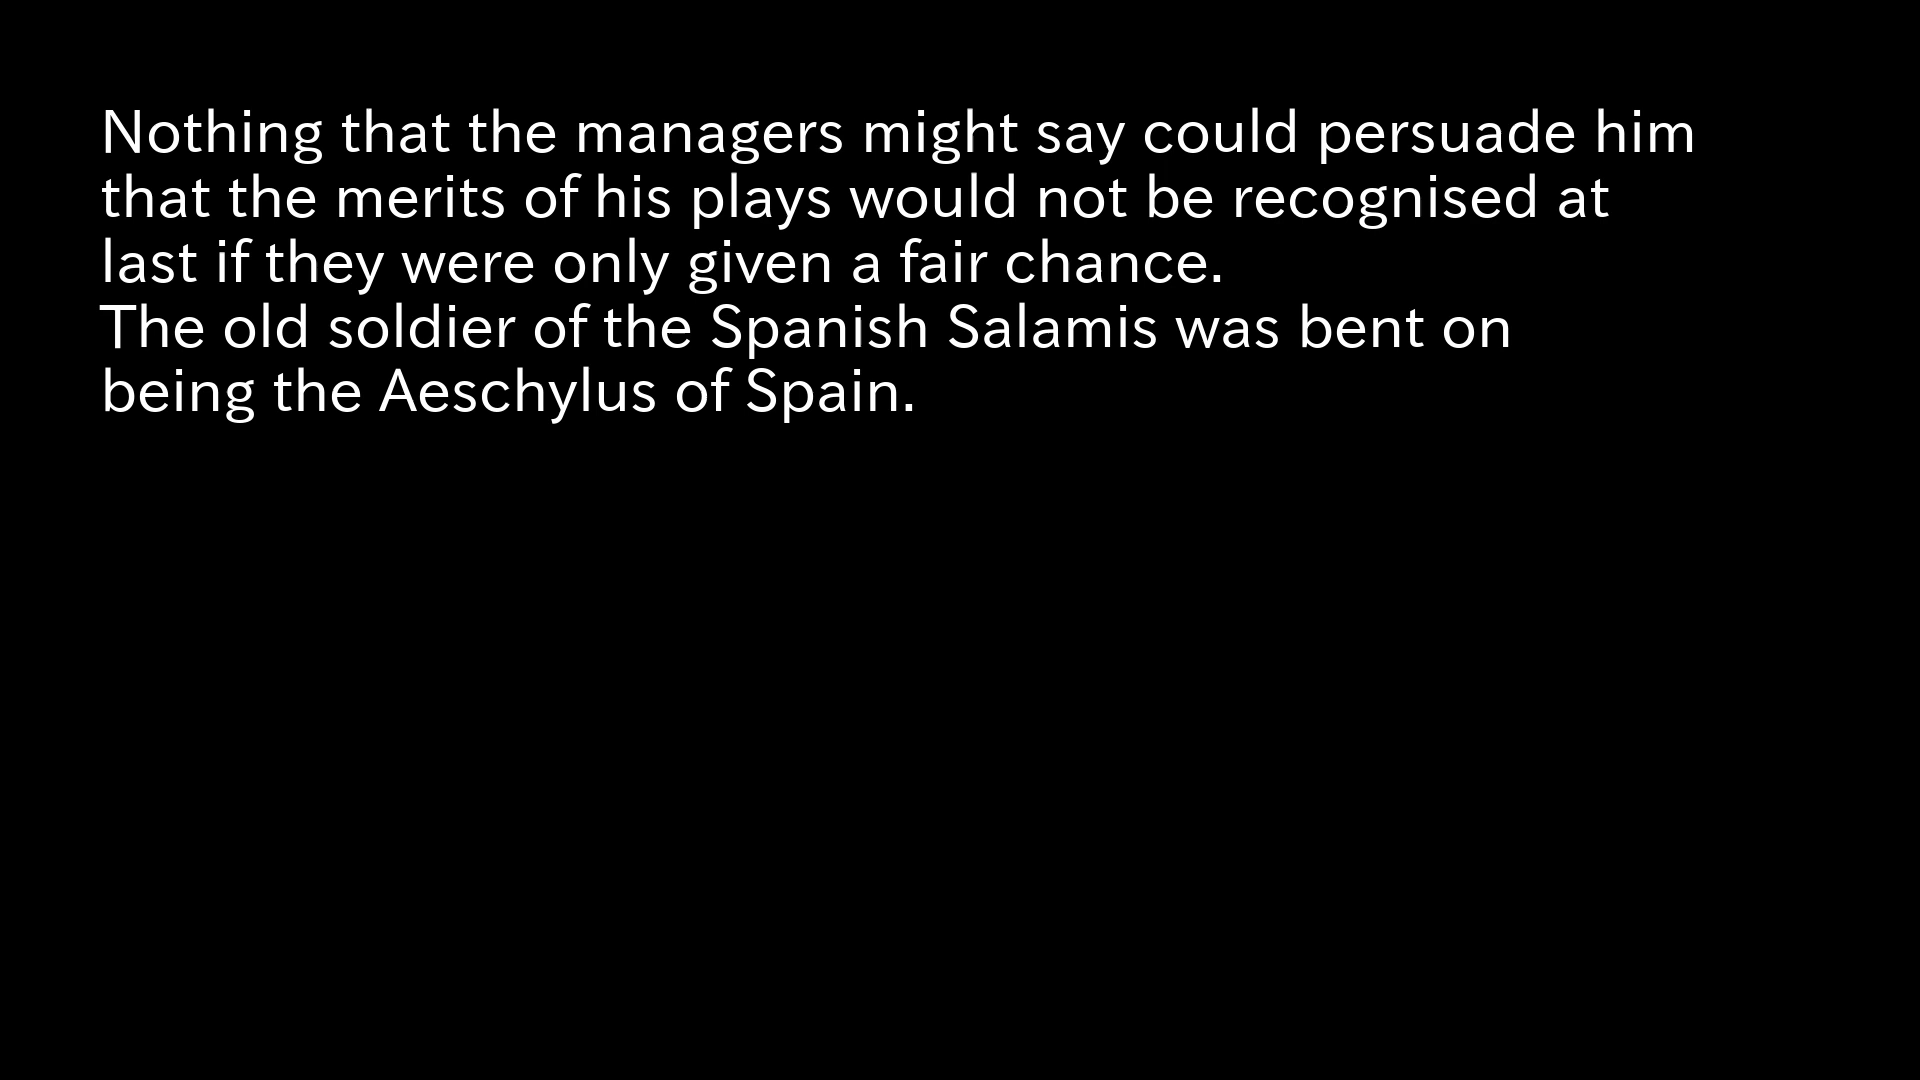 Nothing that the managers might say could persuade him
that the merits of his plays would not be recognised at
last if they were only given a fair chance.
The old soldier of the Spanish Salamis was bent on
being the Aeschylus of Spain.